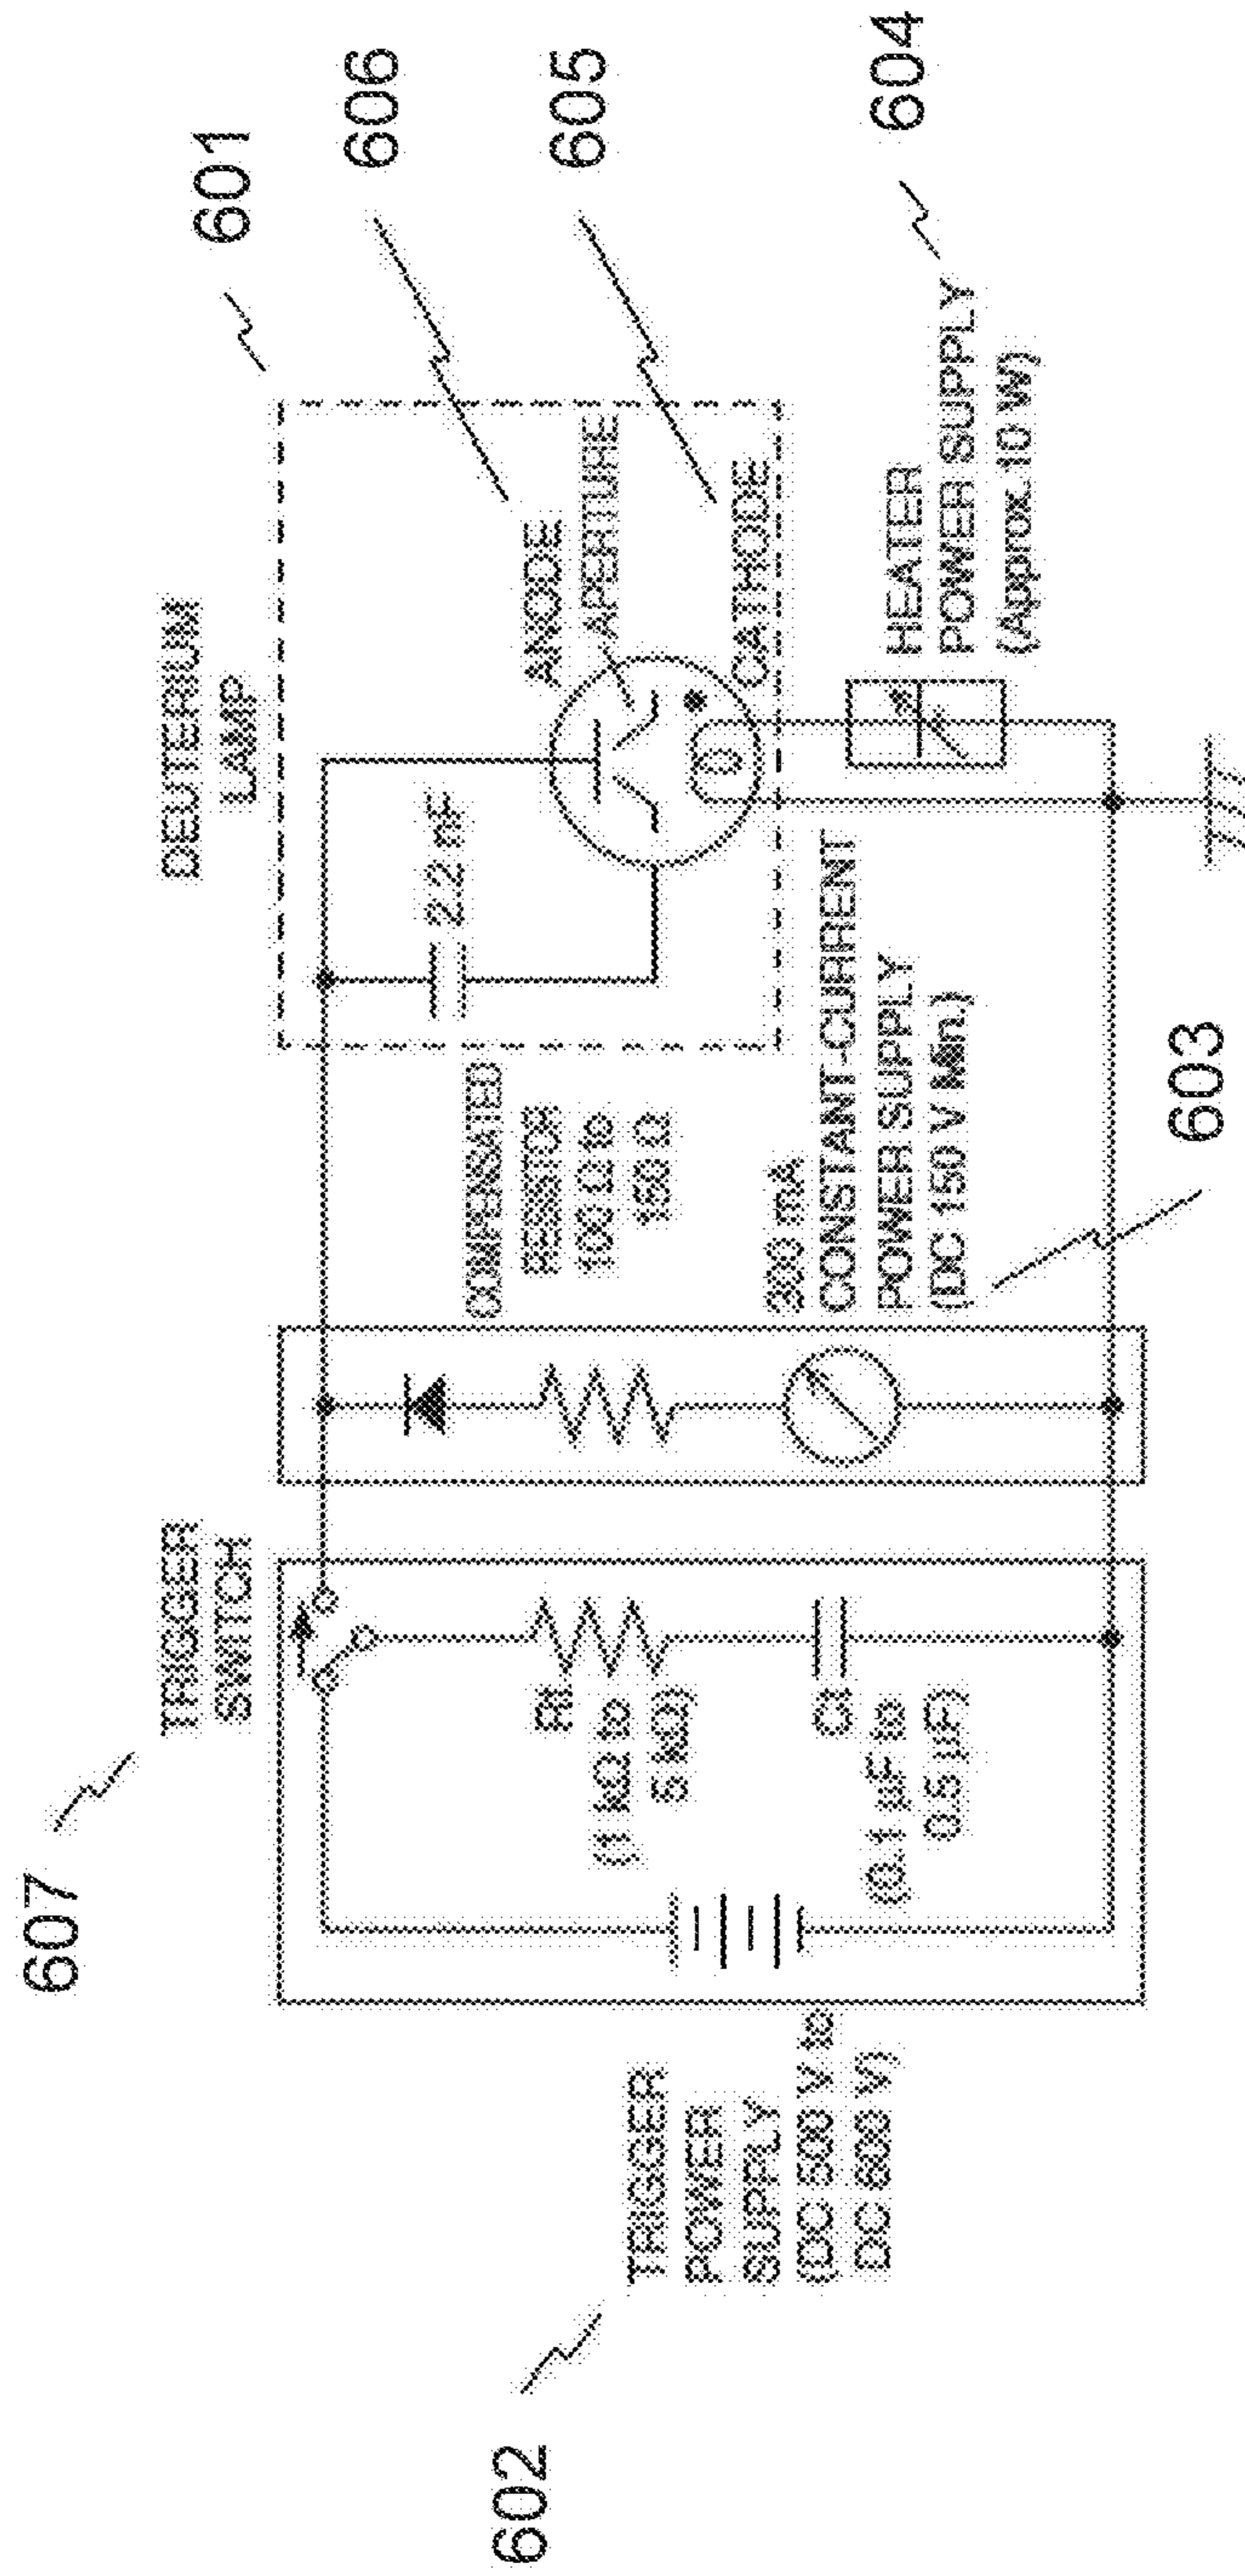 607
TRIGGER
SWITCH
DEUTERIUM
LAMP
601
606
605
604
602
TRIGGER
POWER
SUPPLY
(DC 500 V to
DC 600 V)
(1 kΩ to
5 kΩ)
(0.1 µF to
0.5 µF)
COMPENSATED
RESISTOR
100 Ω to
150 Ω
300 mA
CONSTANT-CURRENT
POWER SUPPLY
(DC 150 V Min.)
603
2.2 nF
ANODE
APERTURE
CATHODE
HEATER
POWER SUPPLY
(Approx. 10 W)